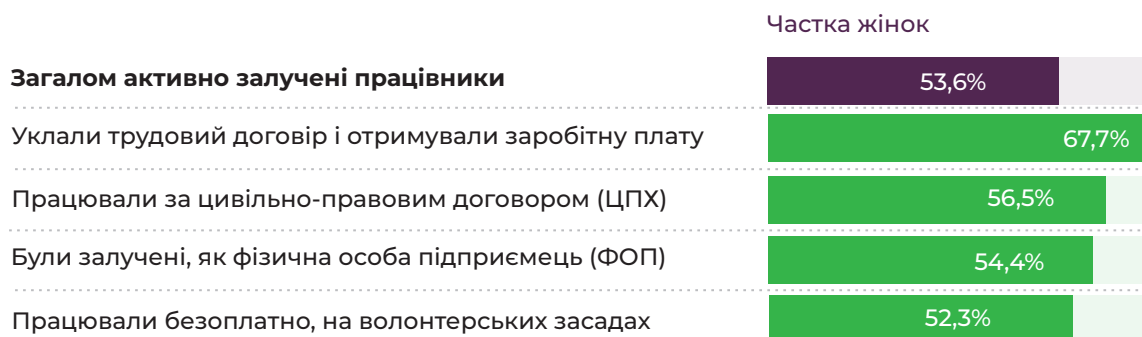 Частка жінок
Загалом активно залучені працівники 53,6%
Уклали трудовий договір і отримували заробітну плату 67,7%
Працювали за цивільно-правовим договором (ЦПХ) 56,5%
Були залучені, як фізична особа підприємець (ФОП) 54,4%
Працювали безоплатно, на волонтерських засадах 52,3%